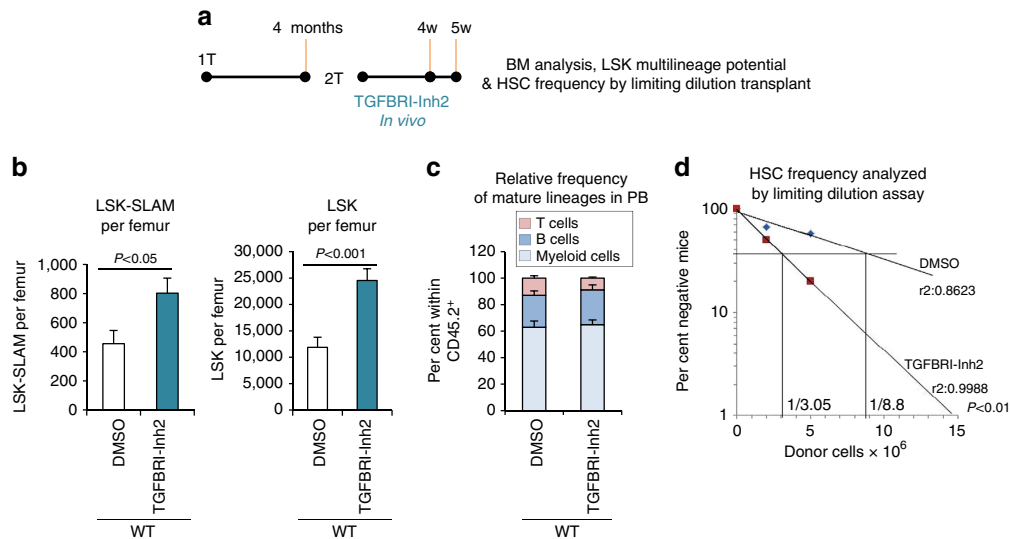 a
4 months
4w
5w
1T
2T
BM analysis, LSK multilineage potential
& HSC frequency by limiting dilution transplant
TGFBRI-Inh2
In vivo
b
LSK-SLAM
per femur
P<0.05
LSK-SLAM per femur
1,000
800
600
400
200
0
DMSO
TGFBRI-Inh2
WT
LSK
per femur
P<0.001
LSK per femur
30,000
25,000
20,000
15,000
10,000
5,000
0
DMSO
TGFBRI-Inh2
WT
c
Relative frequency
of mature lineages in PB
T cells
B cells
Myeloid cells
Per cent within
CD45.2+
120
100
80
60
40
20
0
DMSO
TGFBRI-Inh2
WT
d
HSC frequency analyzed
by limiting dilution assay
Per cent negative mice
100
10
1
DMSO
r2:0.8623
TGFBRI-Inh2
r2:0.9988
P<0.01
1/3.05
1/8.8
0
5
10
15
Donor cells × 10⁶